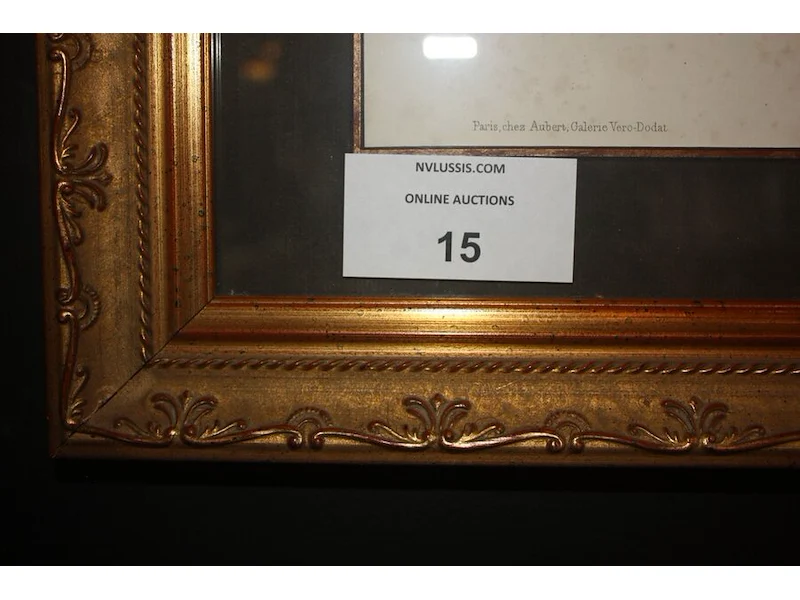 Paris, chez Aubert, Galerie Vero-Dodat.
NVLUSSIS.COM
ONLINE AUCTIONS
15